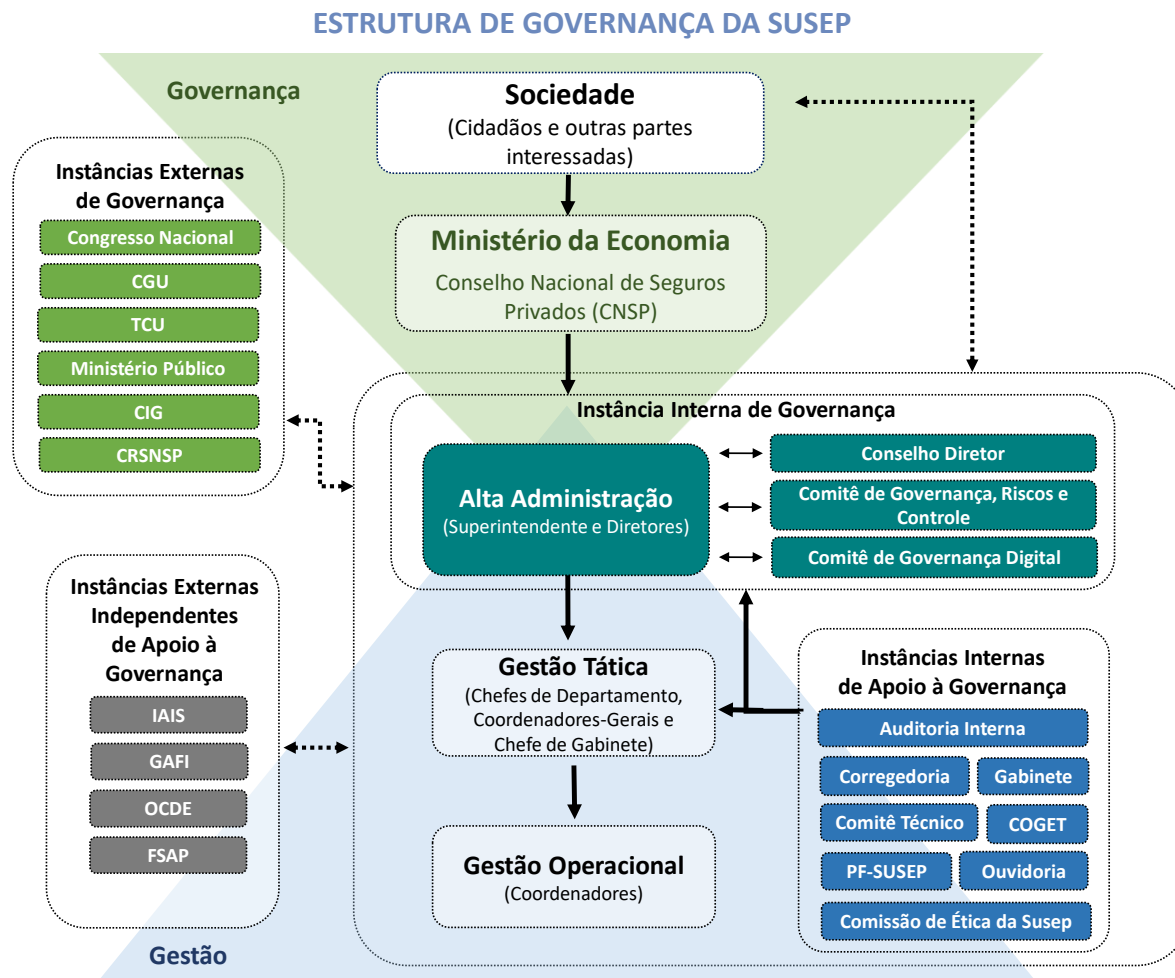 ESTRUTURA DE GOVERNANÇA DA SUSEP
Governança
Sociedade
(Cidadãos e outras partes
interessadas)
Instâncias Externas
de Governança
Congresso Nacional
CGU
TCU
Ministério Público
CIG
CRSNSP
Ministério da Economia
Conselho Nacional de Seguros
Privados (CNSP)
Instância Interna de Governança
Alta Administração
(Superintendente e Diretores)
Conselho Diretor
Comitê de Governança, Riscos e
Controle
Comitê de Governança Digital
Instâncias Externas
Independentes
de Apoio à
Governança
IAIS
GAFI
OCDE
FSAP
Gestão Tática
(Chefes de Departamento,
Coordenadores-Gerais e
Chefe de Gabinete)
Gestão Operacional
(Coordenadores)
Instâncias Internas
de Apoio à Governança
Auditoria Interna
Corregedoria
Gabinete
Comitê Técnico
COGET
PF-SUSEP
Ouvidoria
Comissão de Ética da Susep
Gestão